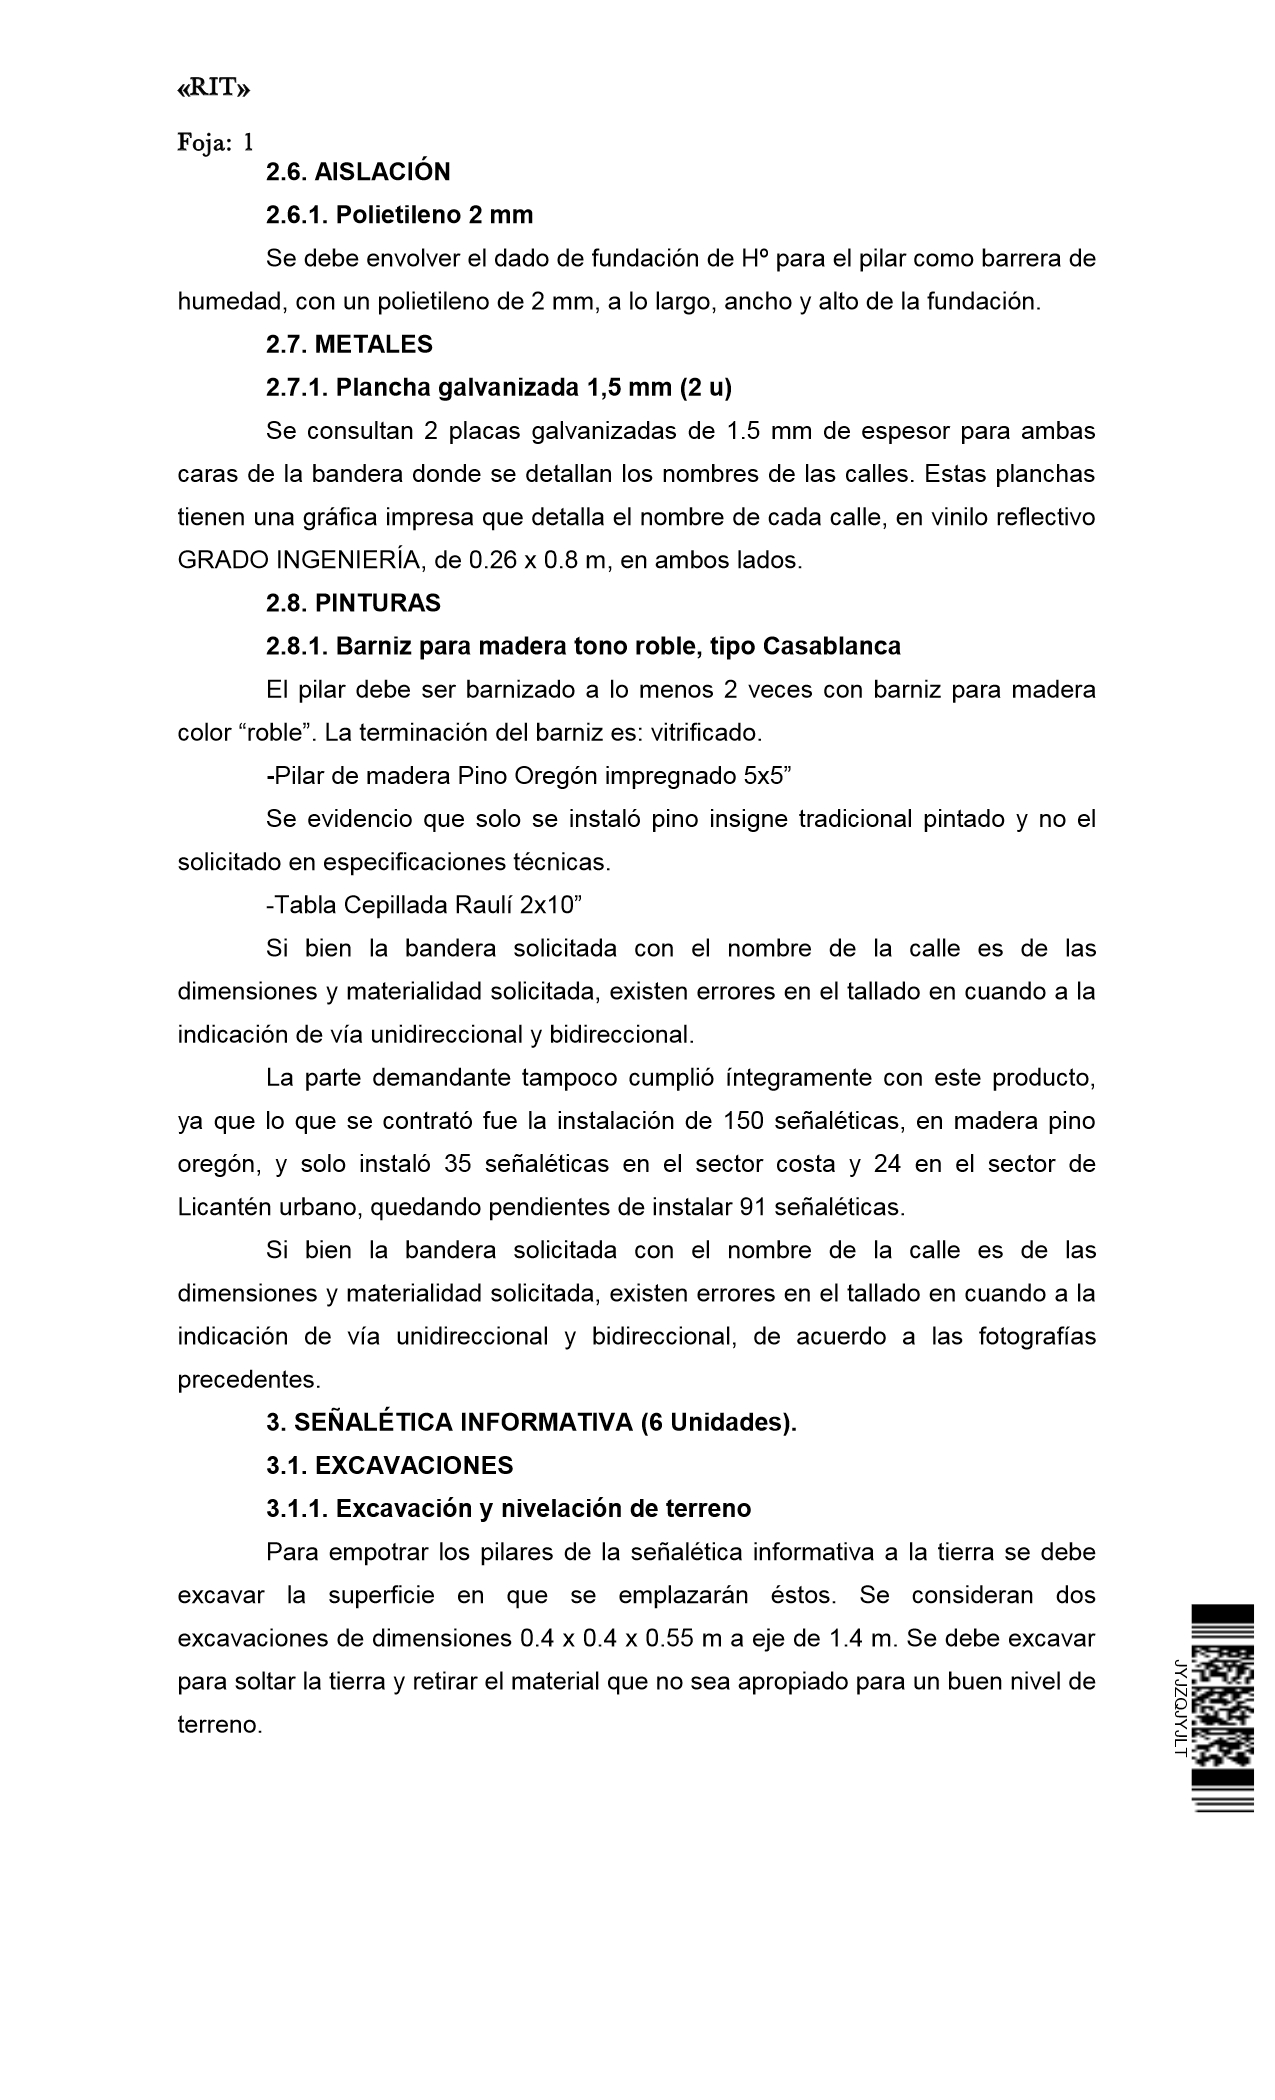 «RIT»
Foja: 1
2.6. AISLACIÓN
2.6.1. Polietileno 2 mm
Se debe envolver el dado de fundación de Hº para el pilar como barrera de
humedad, con un polietileno de 2 mm, a lo largo, ancho y alto de la fundación.
2.7. METALES
2.7.1. Plancha galvanizada 1,5 mm (2 u)
Se consultan 2 placas galvanizadas de 1.5 mm de espesor para ambas
caras de la bandera donde se detallan los nombres de las calles. Estas planchas
tienen una gráfica impresa que detalla el nombre de cada calle, en vinilo reflectivo
GRADO INGENIERÍA, de 0.26 x 0.8 m, en ambos lados.
2.8. PINTURAS
2.8.1. Barniz para madera tono roble, tipo Casablanca
El pilar debe ser barnizado a lo menos 2 veces con barniz para madera
color “roble”. La terminación del barniz es: vitrificado.
-Pilar de madera Pino Oregón impregnado 5x5”
Se evidencio que solo se instaló pino insigne tradicional pintado y no el
solicitado en especificaciones técnicas.
-Tabla Cepillada Raulí 2x10”
Si bien la bandera solicitada con el nombre de la calle es de las
dimensiones y materialidad solicitada, existen errores en el tallado en cuando a la
indicación de vía unidireccional y bidireccional.
La parte demandante tampoco cumplió íntegramente con este producto,
ya que lo que se contrató fue la instalación de 150 señaléticas, en madera pino
oregón, y solo instaló 35 señaléticas en el sector costa y 24 en el sector de
Licantén urbano, quedando pendientes de instalar 91 señaléticas.
Si bien la bandera solicitada con el nombre de la calle es de las
dimensiones y materialidad solicitada, existen errores en el tallado en cuando a la
indicación de vía unidireccional y bidireccional, de acuerdo a las fotografías
precedentes.
3. SEÑALÉTICA INFORMATIVA (6 Unidades).
3.1. EXCAVACIONES
3.1.1. Excavación y nivelación de terreno
Para empotrar los pilares de la señalética informativa a la tierra se debe
excavar la superficie en que se emplazarán éstos. Se consideran dos
excavaciones de dimensiones 0.4 x 0.4 x 0.55 m a eje de 1.4 m. Se debe excavar
para soltar la tierra y retirar el material que no sea apropiado para un buen nivel de
terreno.
JYJZQJYJLT